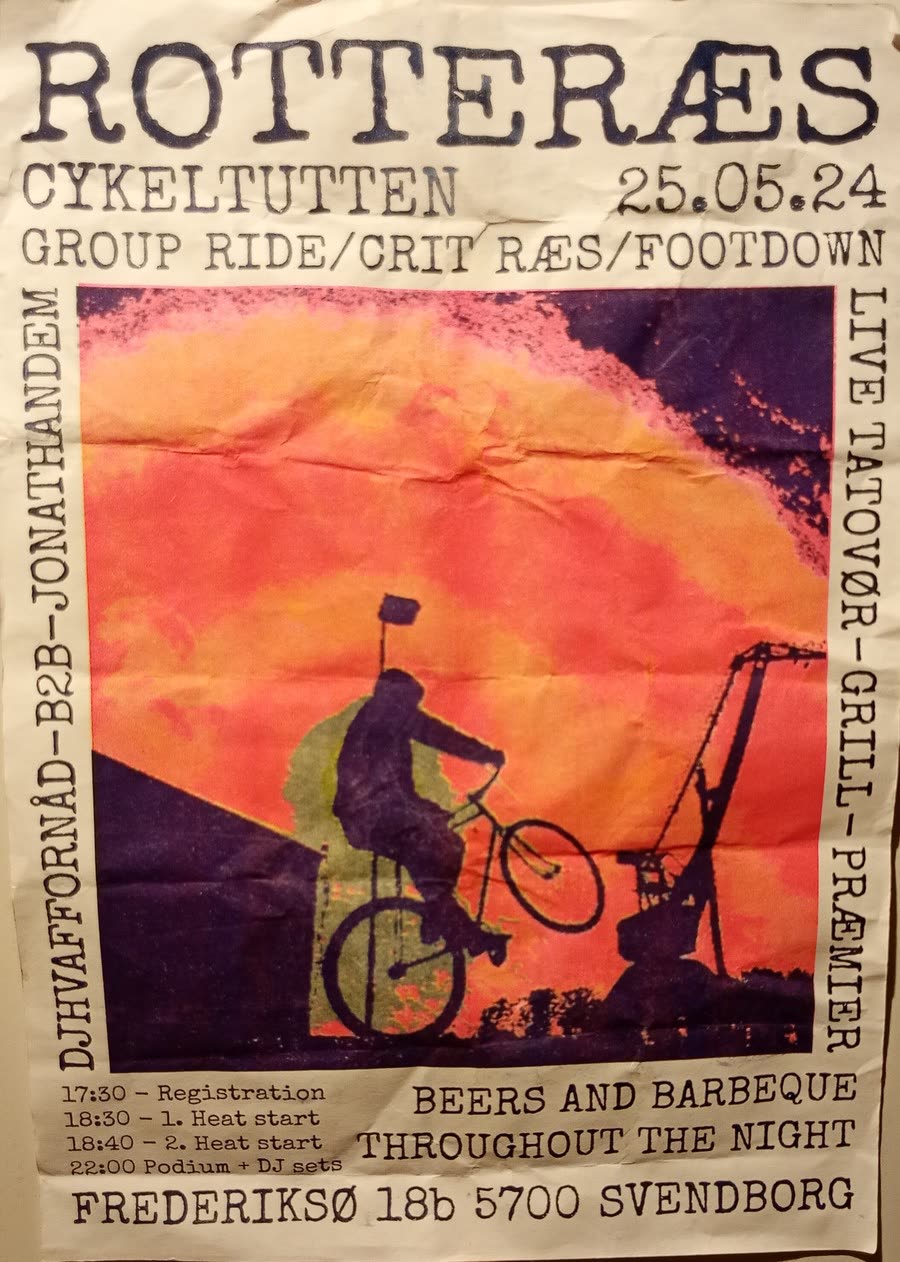 ROTTERÆS
CYKELTUTTEN 25.05.24
GROUP RIDE/CRIT RÆS/FOOTDOWN
DJHVAFFORNÅD-B2B-JONATHANDEM
LIVE TATOVØR-GRILL-PRÆMIER
17:30 - Registration
18:30 - 1. Heat start
18:40 - 2. Heat start
22:00 Podium + DJ sets
BEERS AND BARBEQUE
THROUGHOUT THE NIGHT
FREDERIKSØ 18b 5700 SVENDBORG